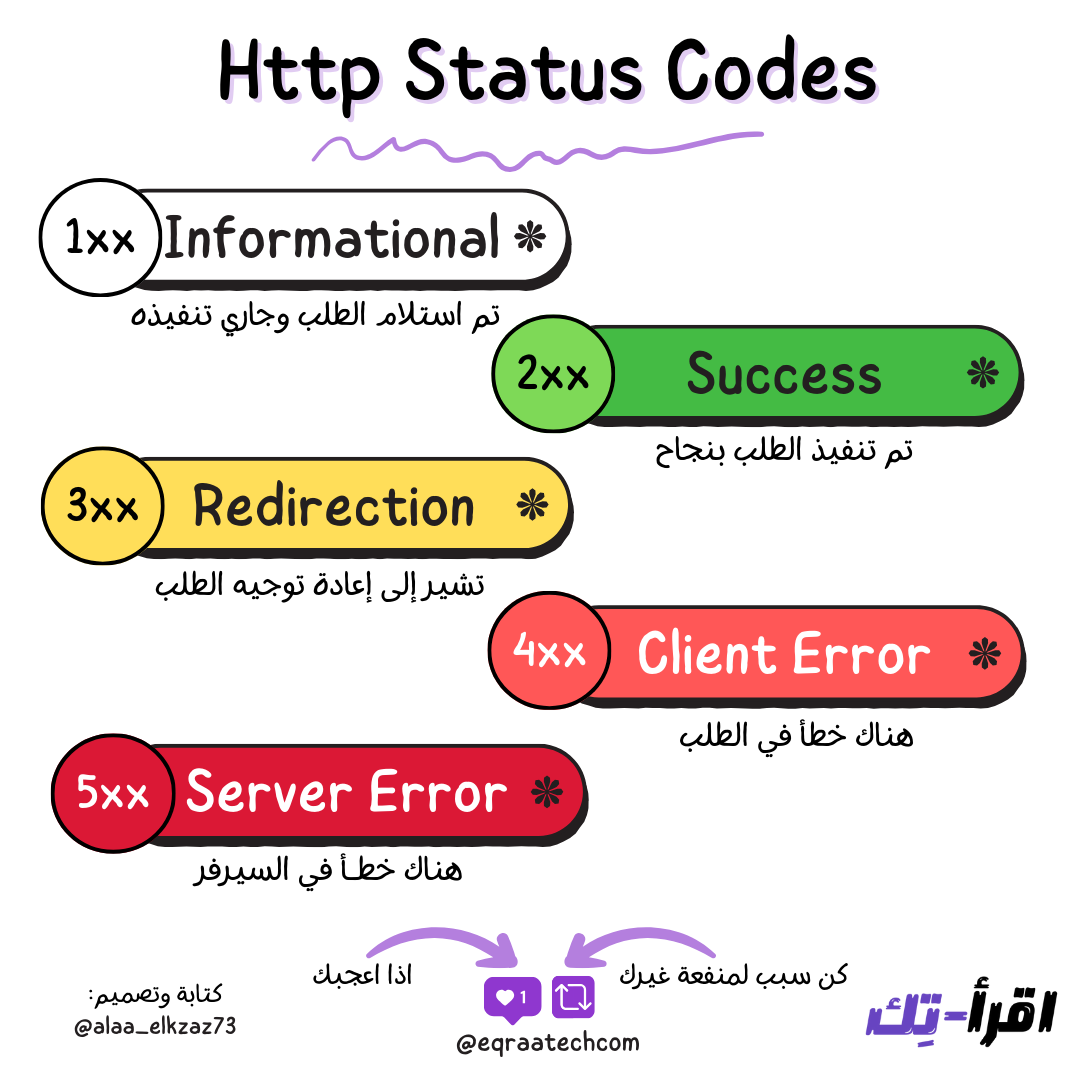 Http Status Codes
1xx Informational
تم استلام الطلب وجاري تنفيذه
2xx Success
تم تنفيذ الطلب بنجاح
3xx Redirection
تشير إلى إعادة توجيه الطلب
4xx Client Error
هناك خطأ في الطلب
5xx Server Error
هناك خطـأ في السيرفر
كن سبب لمنفعة غيرك
اذا اعجبك
1
@eqraatechcom
كتابة وتصميم:
@alaa_elkzaz73
اقرأ-تِك